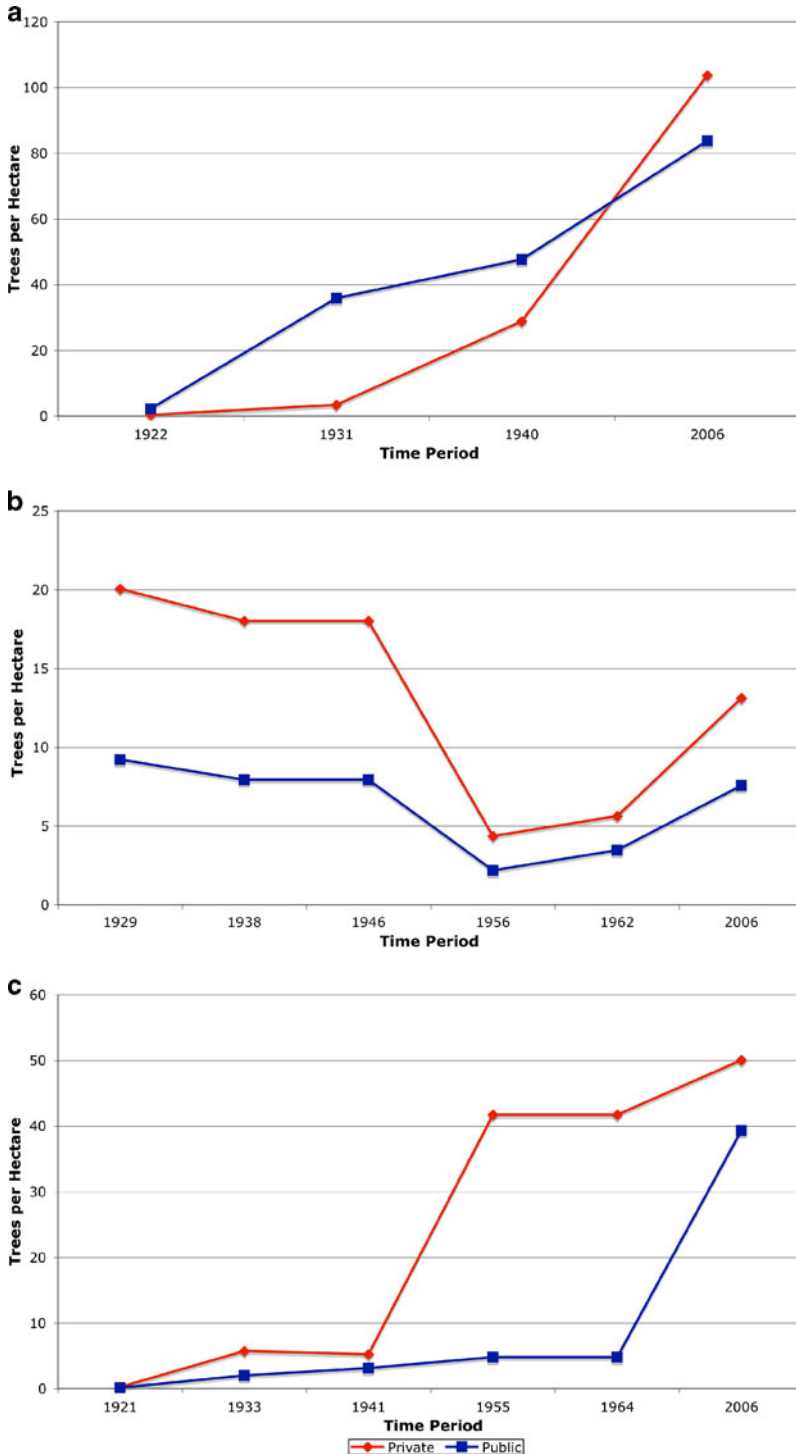 a
120
100
80
60
40
20
0
Trees per Hectare
1922 1931 1940 2006
Time Period
b
25
20
15
10
5
0
Trees per Hectare
1929 1938 1946 1956 1962 2006
Time Period
c
60
50
40
30
20
10
0
Trees per Hectare
1921 1933 1941 1955 1964 2006
Time Period
Private Public